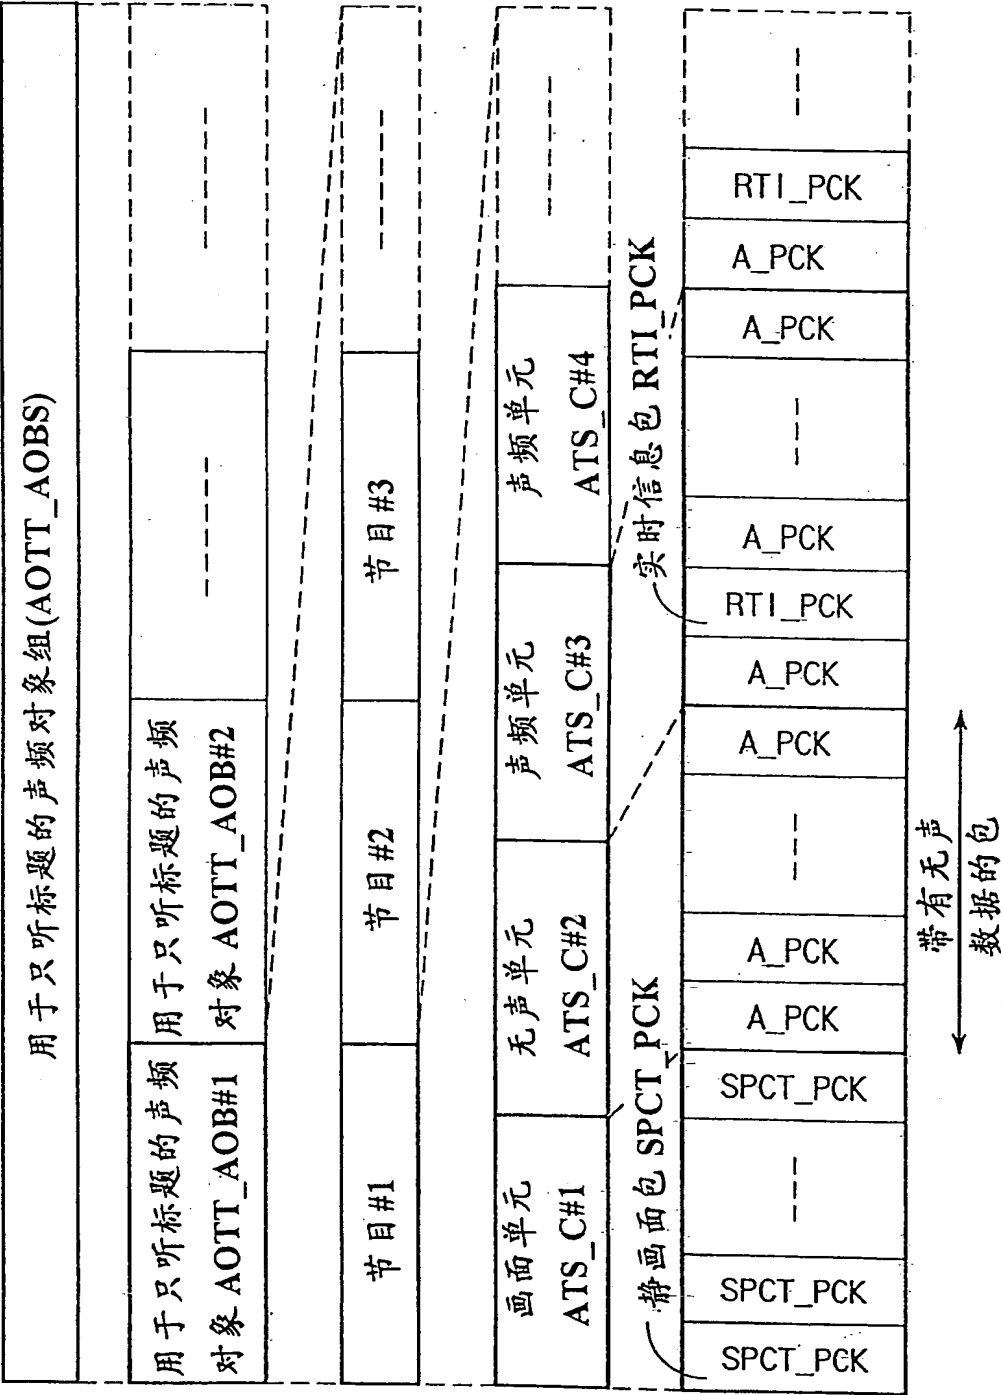 用于只听标题的声频对象组(AOTT_AOBS)
用于只听标题的声频
对象 AOTT_AOB#1
用于只听标题的声频
对象 AOTT_AOB#2
节目#1
节目#2
节目#3
画面单元
ATS_C#1
无声单元
ATS_C#2
声频单元
ATS_C#3
声频单元
ATS_C#4
静画面包 SPCT_PCK
实时信息包 RTI_PCK
RTI_PCK
A_PCK
A_PCK
A_PCK
RTI_PCK
A_PCK
A_PCK
A_PCK
A_PCK
SPCT_PCK
SPCT_PCK
SPCT_PCK
带有无声
数据的包